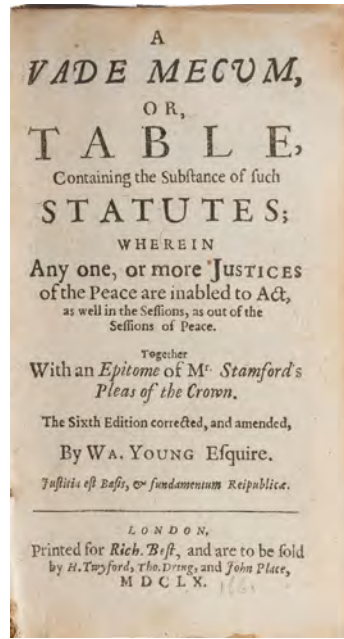 A
VADE MECVM,
OR,
TABLE,
Containing the Subſtance of ſuch
STATUTES;
WHEREIN
Any one, or more JUSTICES
of the Peace are inabled to Act,
as well in the Seſſions, as out of the
Seſſions of Peace.
Together
With an Epitome of Mr. Stamford's
Pleas of the Crown.
The Sixth Edition corrected, and amended,
By WA. YOUNG Eſquire.
Juſtitia eſt Baſis, & fundamentum Reipublicæ.
LONDON,
Printed for Rich. Beſt, and are to be ſold
by H. Twyford, Tho. Dring, and John Place,
MDCLX.